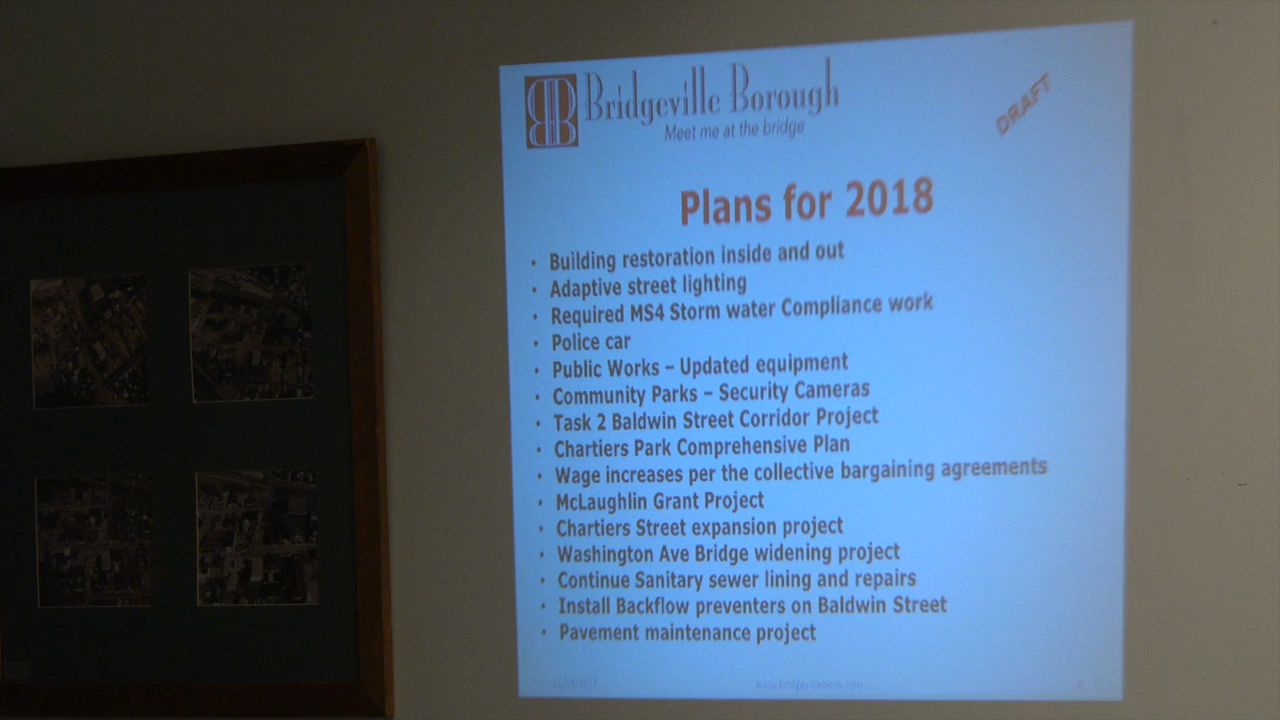 Bridgeville Borough
Meet me at the bridge
DRAFT
Plans for 2018
• Building restoration inside and out
• Adaptive street lighting
• Required MS4 Storm water Compliance work
• Police car
• Public Works – Updated equipment
• Community Parks – Security Cameras
• Task 2 Baldwin Street Corridor Project
• Chartiers Park Comprehensive Plan
• Wage increases per the collective bargaining agreements
• McLaughlin Grant Project
• Chartiers Street expansion project
• Washington Ave Bridge widening project
• Continue Sanitary sewer lining and repairs
• Install Backflow preventers on Baldwin Street
• Pavement maintenance project
www.bridgevilleboro.com